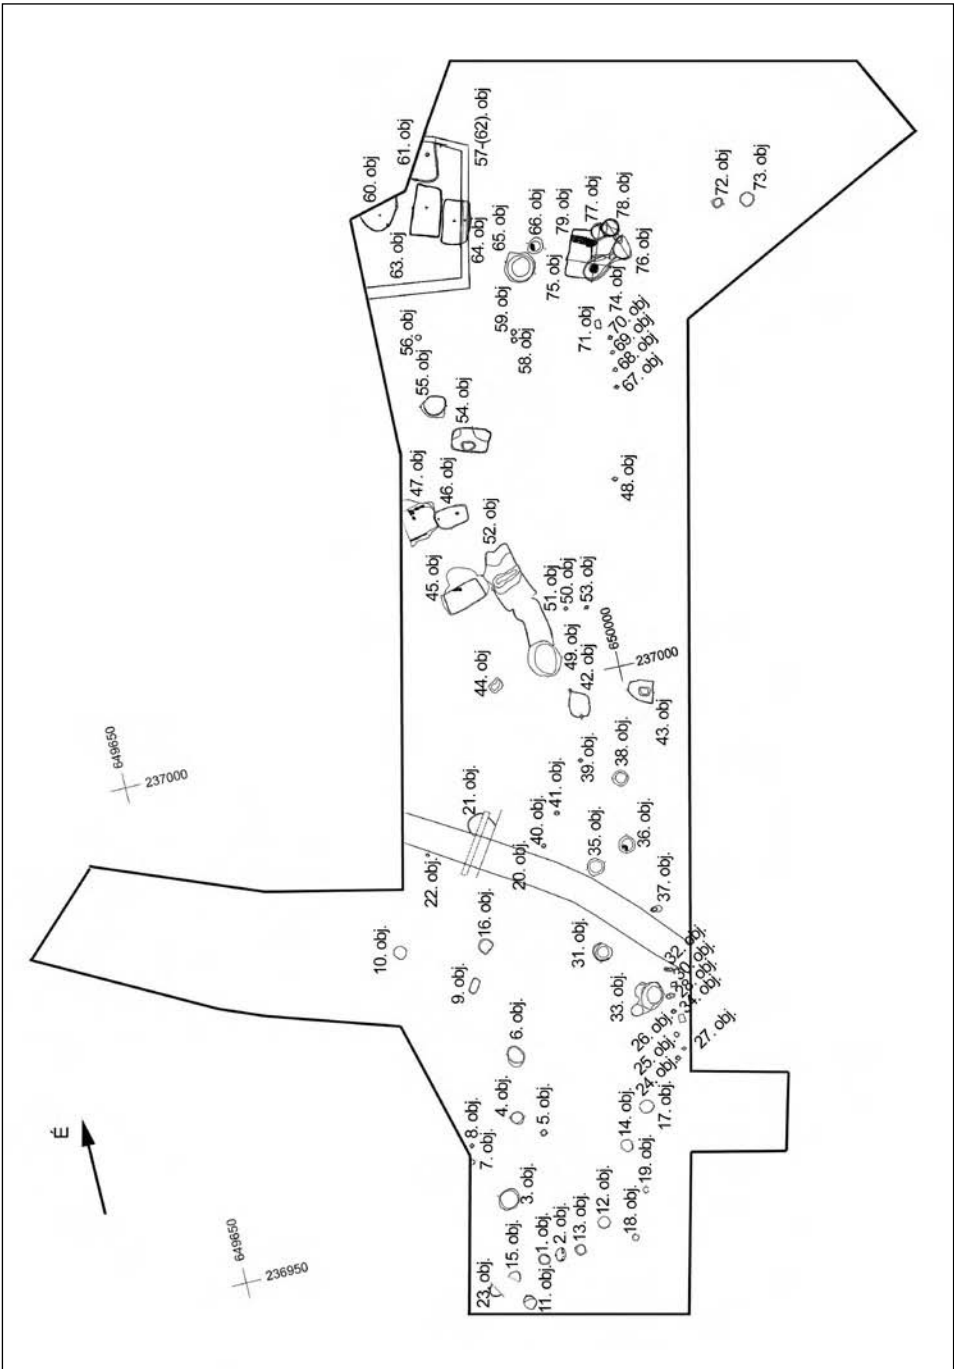 60. obj
61. obj
57-(62). obj
63. obj
64. obj
65. obj
66. obj
79. obj
77. obj
78. obj
72. obj
73. obj
59. obj
75. obj
76. obj
74. obj
56. obj
58. obj
71. obj
70. obj
69. obj
68. obj
67. obj
55. obj
54. obj
47. obj
46. obj
48. obj
52. obj
45. obj
51. obj
50. obj
53. obj
49. obj
44. obj
42. obj
650000
237000
43. obj
649650
237000
39. obj.
38. obj.
21. obj.
41. obj.
40. obj.
20. obj.
35. obj.
36. obj.
22. obj.
37. obj.
16. obj.
10. obj.
9. obj.
31. obj.
32. obj.
30. obj.
28. obj.
34. obj.
33. obj.
26. obj.
25. obj.
24. obj.
27. obj.
6. obj.
4. obj.
5. obj.
14. obj.
17. obj.
8. obj.
7. obj.
É
3. obj.
19. obj.
12. obj.
18. obj.
13. obj.
2. obj.
1. obj.
15. obj.
11. obj.
23. obj.
649650
236950